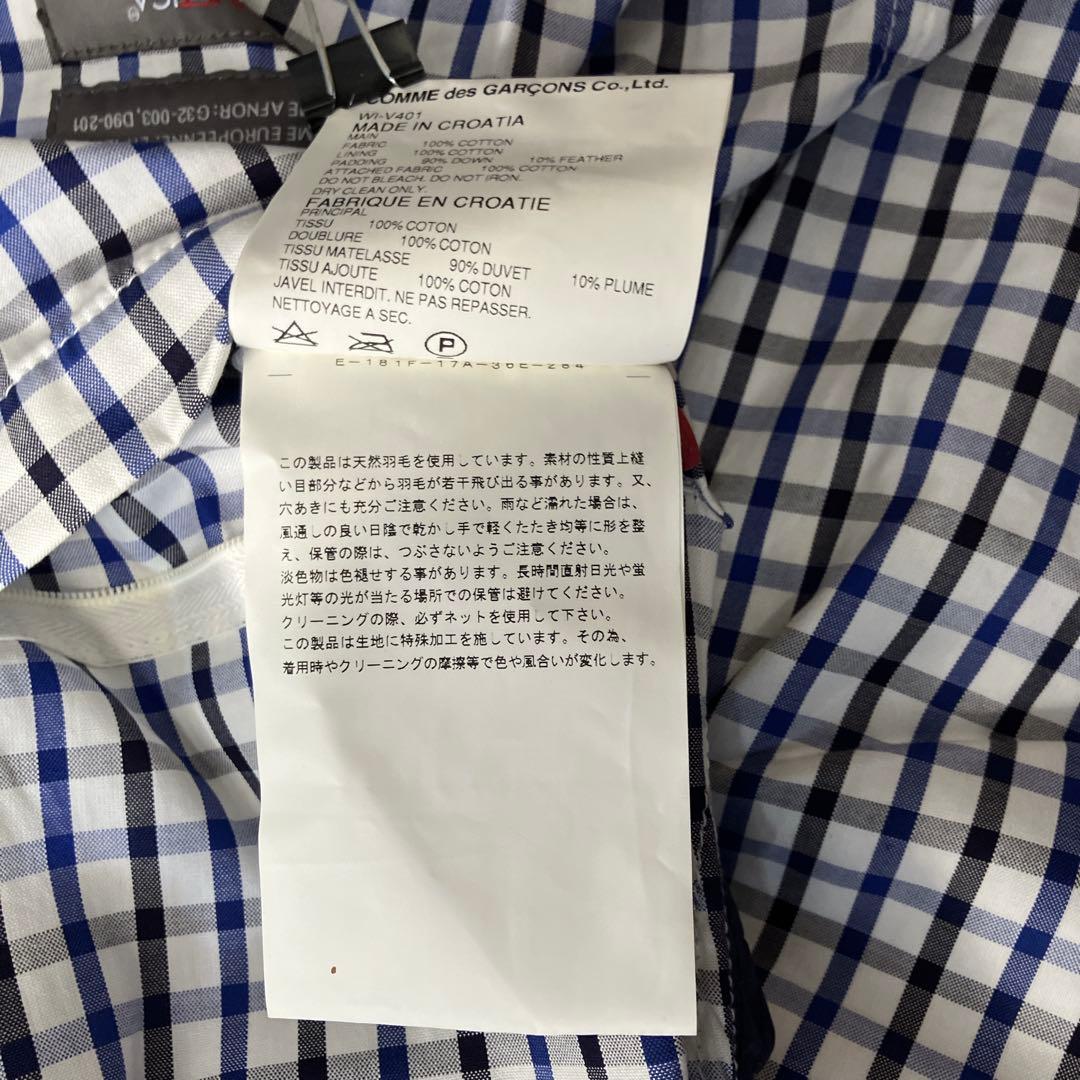 ICA®
ME EUROPEENNE
ME AFNOR:G32-003,D90-201
COMME des GARÇONS Co.,Ltd.
WI-V401
MADE IN CROATIA
MAIN
FABRIC 100% COTTON
LINING 100% COTTON
PADDING 90% DOWN 10% FEATHER
ATTACHED FABRIC 100% COTTON
DO NOT BLEACH. DO NOT IRON.
DRY CLEAN ONLY.
FABRIQUE EN CROATIE
PRINCIPAL
TISSU 100% COTON
DOUBLURE 100% COTON
TISSU MATELASSE 90% DUVET 10% PLUME
TISSU AJOUTE 100% COTON
JAVEL INTERDIT. NE PAS REPASSER.
NETTOYAGE A SEC.
P
E-181F-17A-36E-264
この製品は天然羽毛を使用しています。素材の性質上縫
い目部分などから羽毛が若干飛び出る事があります。又、
穴あきにも充分ご注意ください。雨など濡れた場合は、
風通しの良い日陰で乾かし手で軽くたたき均等に形を整
え、保管の際は、つぶさないようご注意ください。
淡色物は色褪せする事があります。長時間直射日光や蛍
光灯等の光が当たる場所での保管は避けてください。
クリーニングの際、必ずネットを使用して下さい。
この製品は生地に特殊加工を施しています。その為、
着用時やクリーニングの摩擦等で色や風合いが変化します。